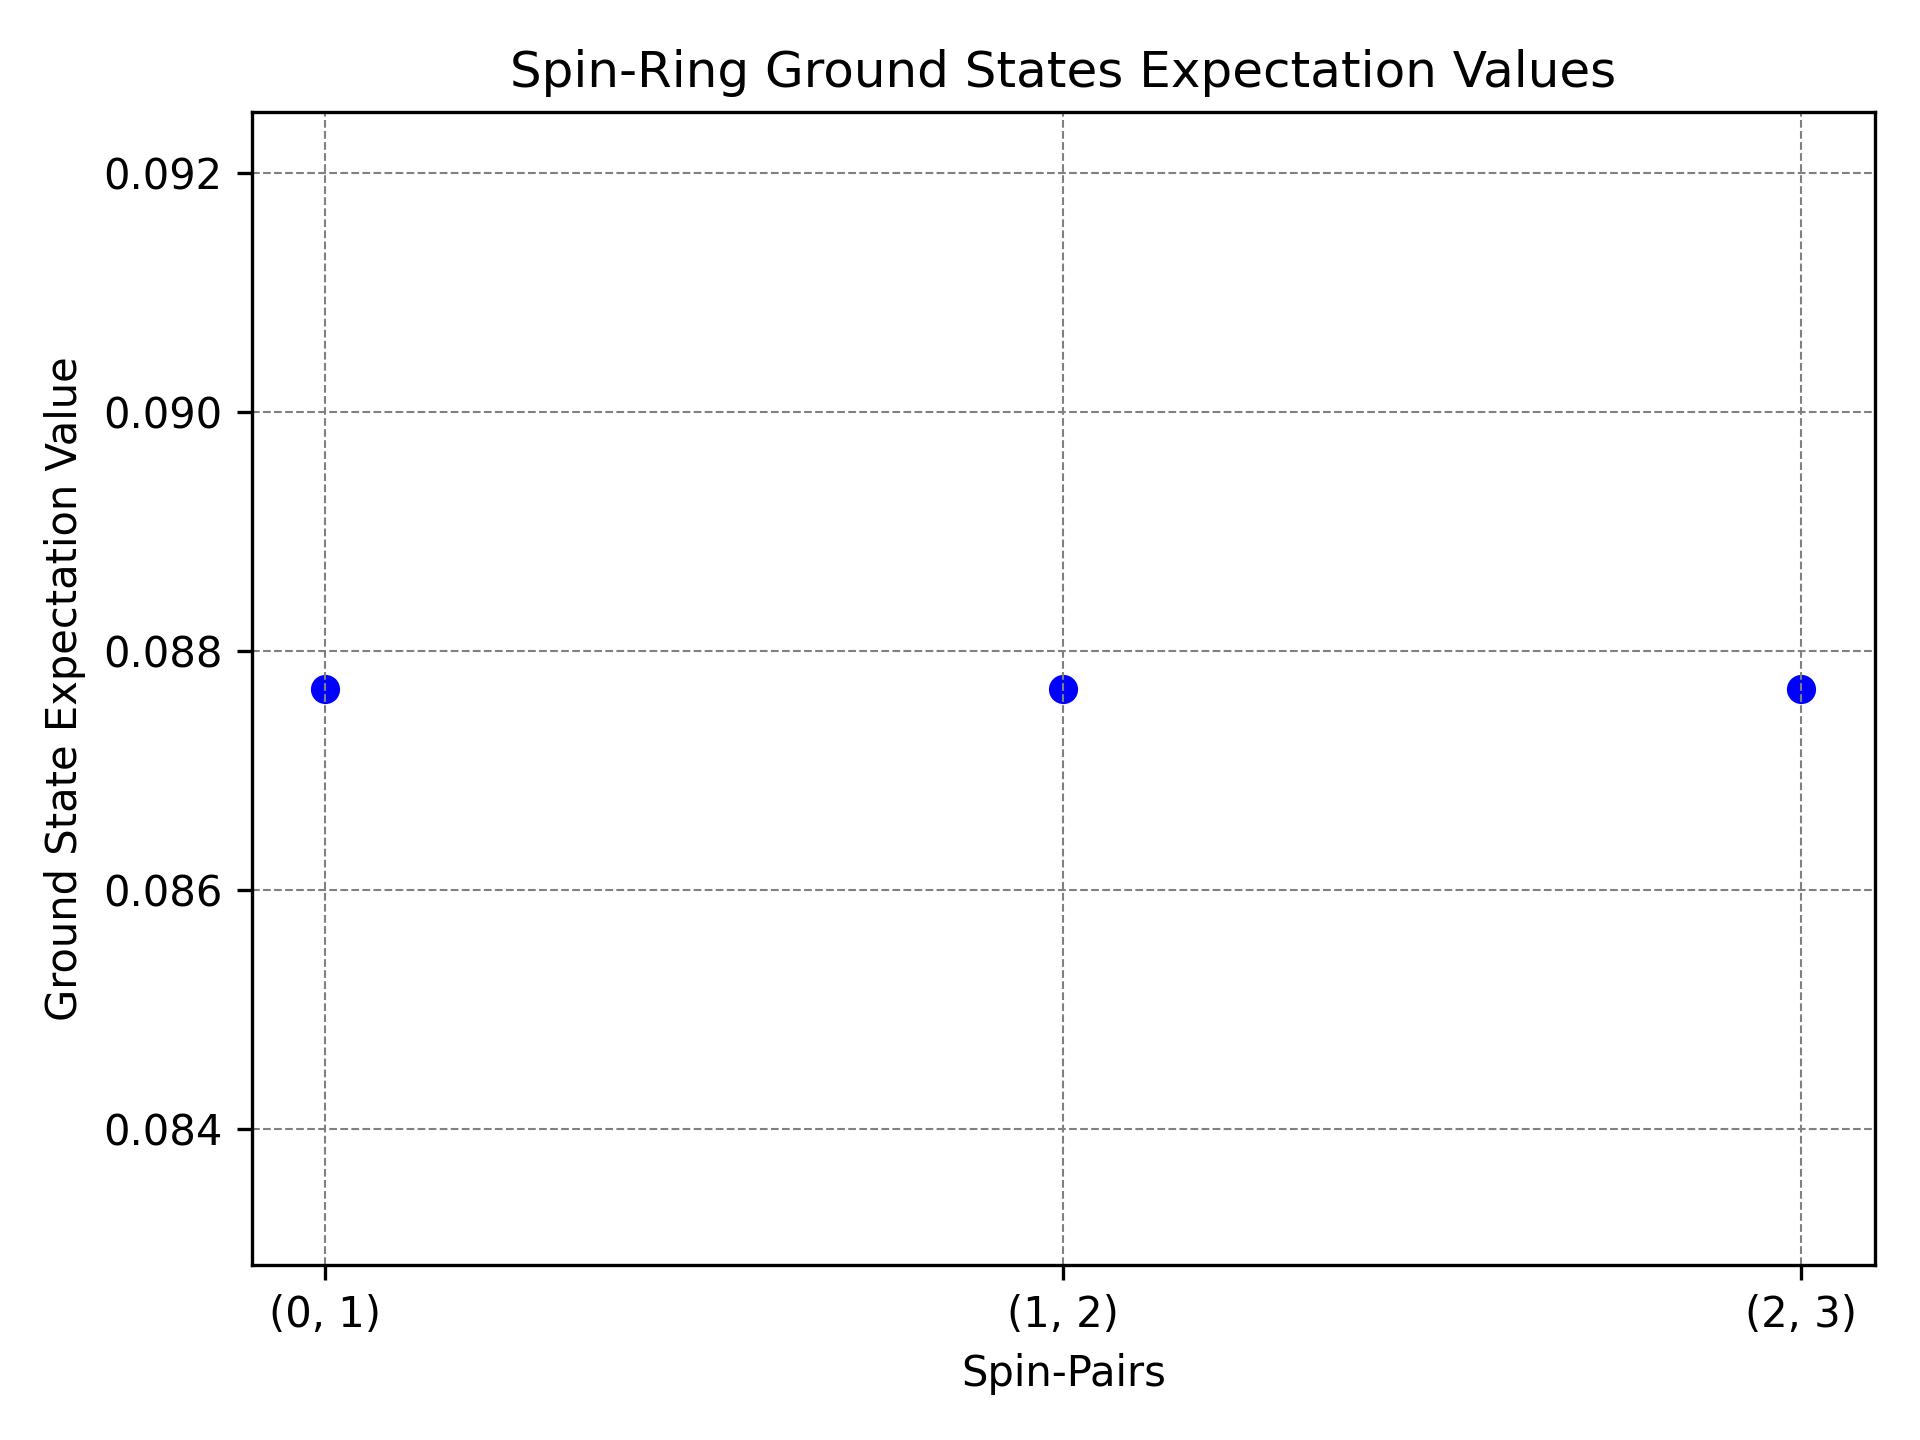 Spin-Ring Ground States Expectation Values
Ground State Expectation Value
0.092
0.090
0.088
0.086
0.084
(0, 1)
(1, 2)
(2, 3)
Spin-Pairs